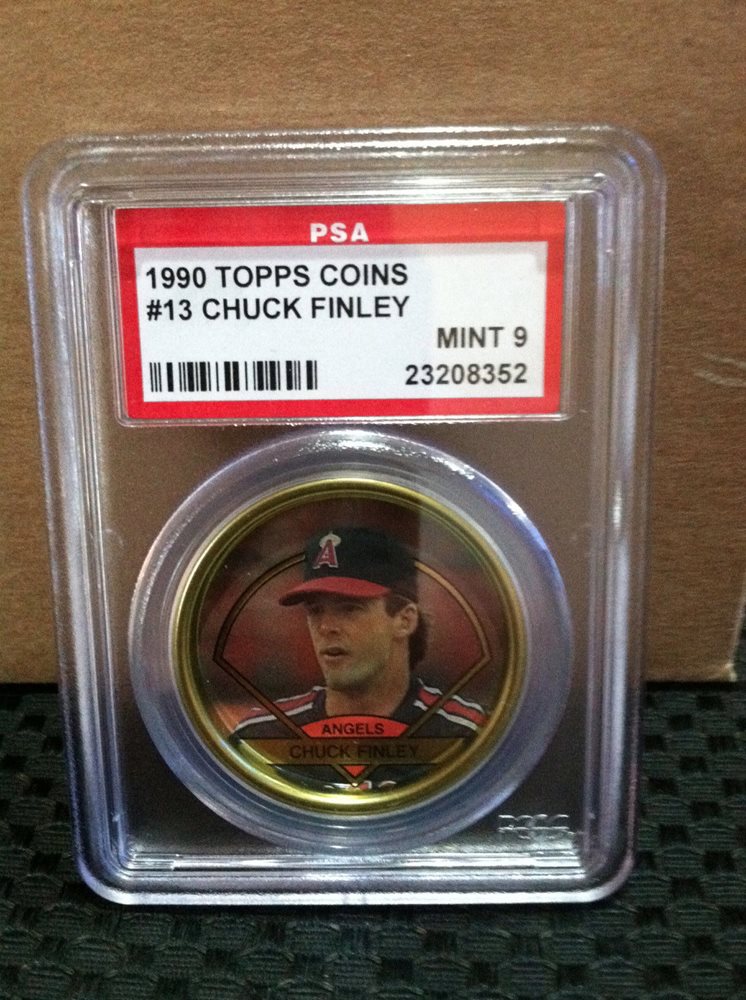 PSA
1990 TOPPS COINS
#13 CHUCK FINLEY
MINT 9
23208352
A
ANGELS
CHUCK FINLEY